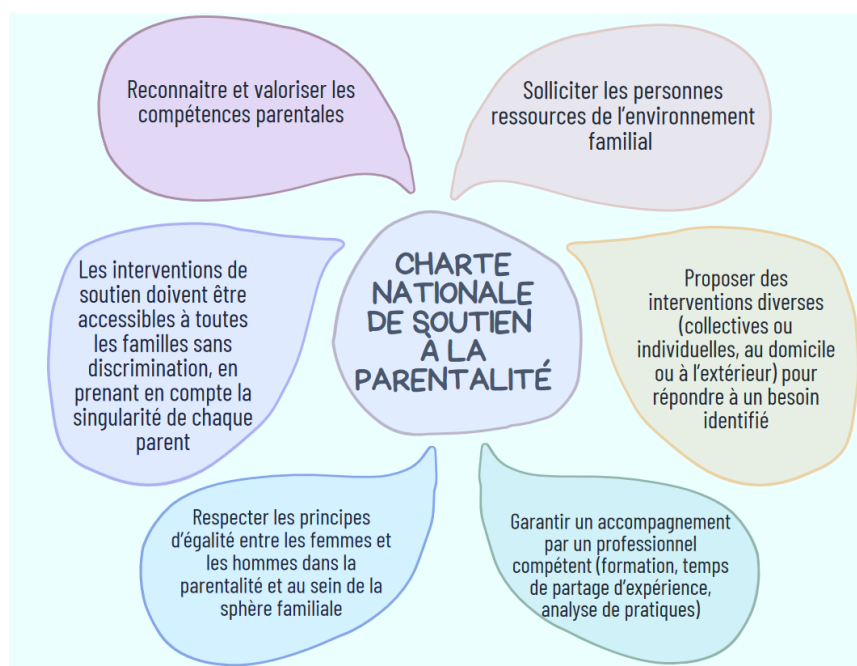 Reconnaitre et valoriser les
compétences parentales
Solliciter les personnes
ressources de l'environnement
familial
Les interventions de
soutien doivent être
accessibles à toutes
les familles sans
discrimination, en
prenant en compte la
singularité de chaque
parent
CHARTE
NATIONALE
DE SOUTIEN
À LA
PARENTALITÉ
Proposer des
interventions diverses
(collectives ou
individuelles, au domicile
ou à l'extérieur) pour
répondre à un besoin
identifié
Respecter les principes
d'égalité entre les femmes et
les hommes dans la
parentalité et au sein de la
sphère familiale
Garantir un accompagnement
par un professionnel
compétent (formation, temps
de partage d'expérience,
analyse de pratiques)